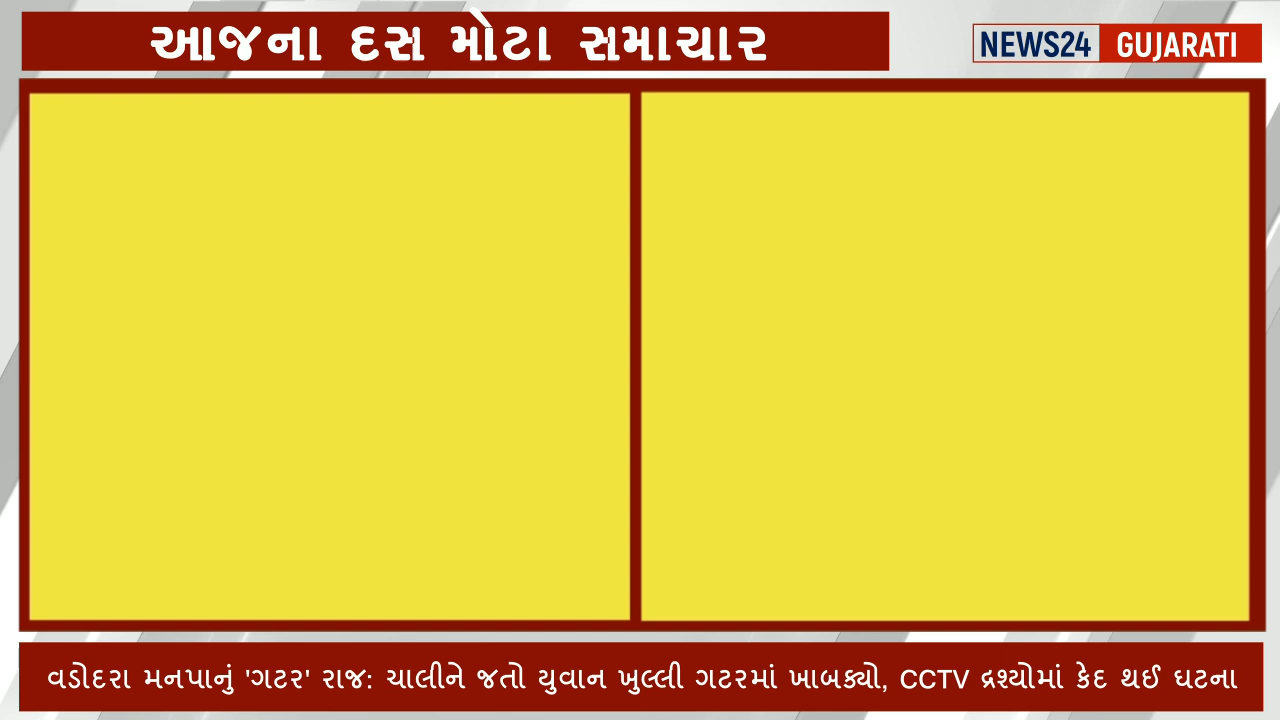 આજના દસ મોટા સમાચાર
NEWS24 GUJARATI
વડોદરા મનપાનું 'ગટર' રાજ: ચાલીને જતો યુવાન ખુલ્લી ગટરમાં ખાબક્યો, CCTV દ્રશ્યોમાં કેદ થઈ ઘટના